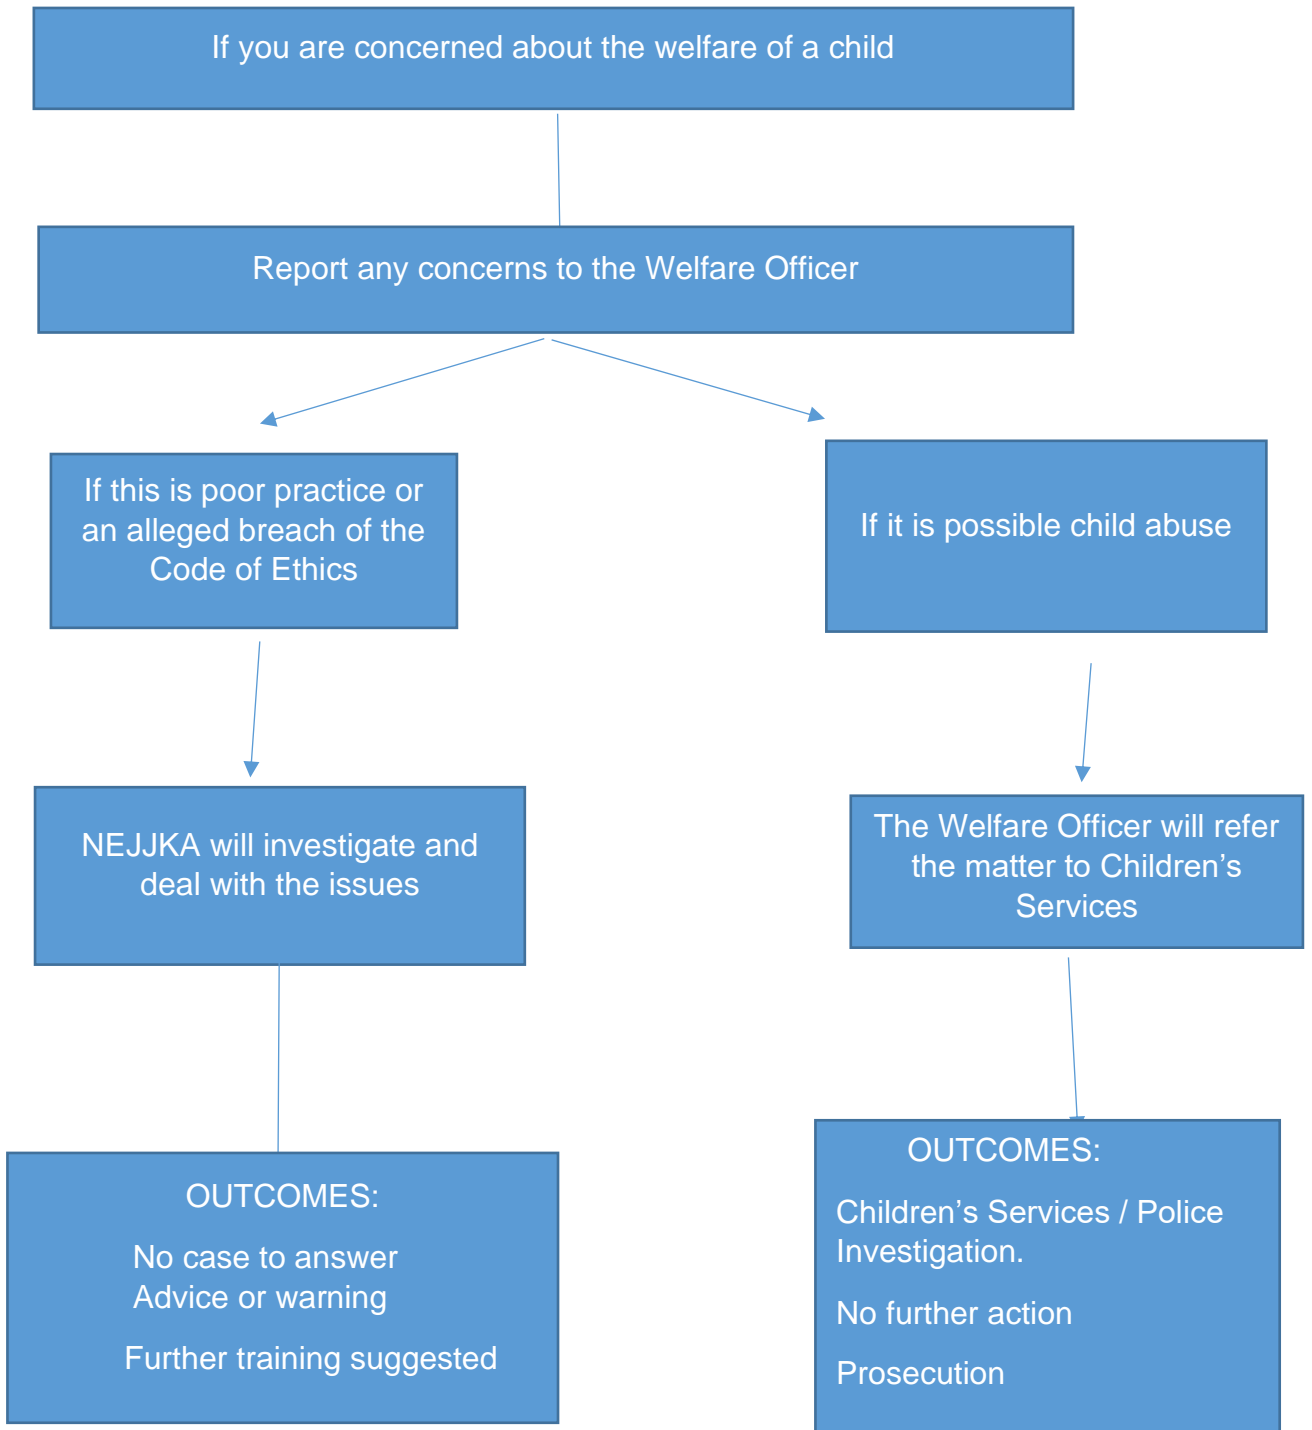 If you are concerned about the welfare of a child
Report any concerns to the Welfare Officer
If this is poor practice or
an alleged breach of the
Code of Ethics
If it is possible child abuse
NEJJKA will investigate and
deal with the issues
The Welfare Officer will refer
the matter to Children’s
Services
OUTCOMES:
No case to answer
Advice or warning
Further training suggested
OUTCOMES:
Children’s Services / Police
Investigation.
No further action
Prosecution